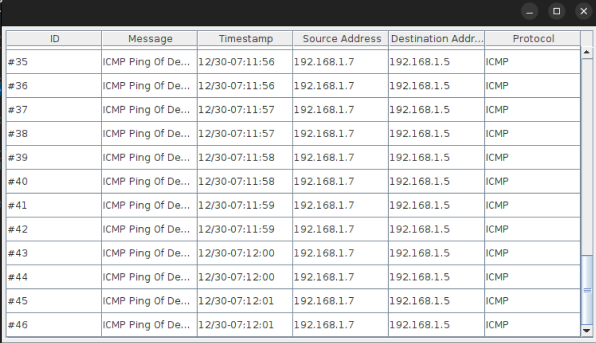 ID Message Timestamp Source Address Destination Addr... Protocol
#35 ICMP Ping Of De... 12/30-07:11:56 192.168.1.7 192.168.1.5 ICMP
#36 ICMP Ping Of De... 12/30-07:11:56 192.168.1.7 192.168.1.5 ICMP
#37 ICMP Ping Of De... 12/30-07:11:57 192.168.1.7 192.168.1.5 ICMP
#38 ICMP Ping Of De... 12/30-07:11:57 192.168.1.7 192.168.1.5 ICMP
#39 ICMP Ping Of De... 12/30-07:11:58 192.168.1.7 192.168.1.5 ICMP
#40 ICMP Ping Of De... 12/30-07:11:58 192.168.1.7 192.168.1.5 ICMP
#41 ICMP Ping Of De... 12/30-07:11:59 192.168.1.7 192.168.1.5 ICMP
#42 ICMP Ping Of De... 12/30-07:11:59 192.168.1.7 192.168.1.5 ICMP
#43 ICMP Ping Of De... 12/30-07:12:00 192.168.1.7 192.168.1.5 ICMP
#44 ICMP Ping Of De... 12/30-07:12:00 192.168.1.7 192.168.1.5 ICMP
#45 ICMP Ping Of De... 12/30-07:12:01 192.168.1.7 192.168.1.5 ICMP
#46 ICMP Ping Of De... 12/30-07:12:01 192.168.1.7 192.168.1.5 ICMP